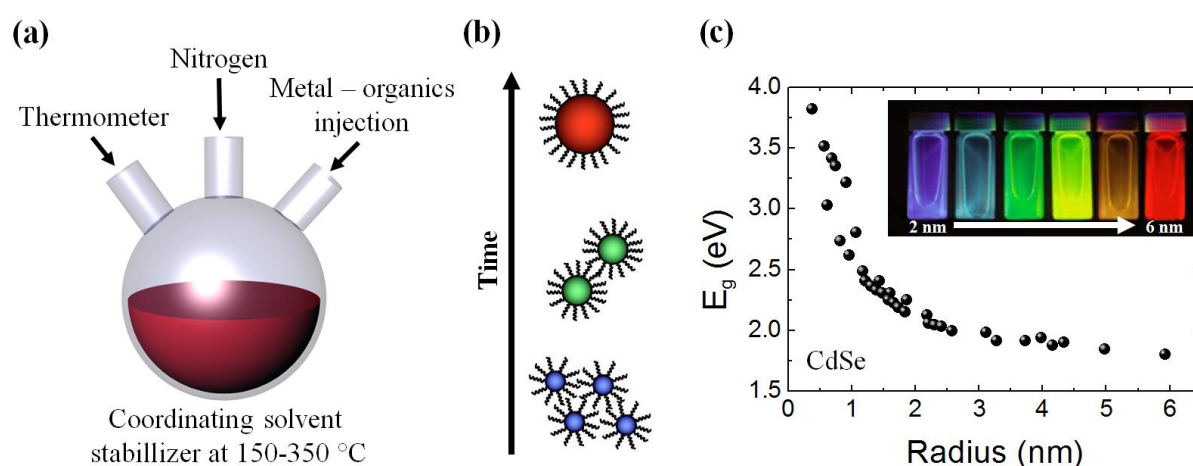 (a)
Nitrogen
Thermometer
Metal – organics
injection
Coordinating solvent
stabillizer at 150-350 °C
(b)
Time
(c)
4.0
3.5
3.0
2.5
2.0
1.5
E_g (eV)
2 nm
6 nm
CdSe
0 1 2 3 4 5 6
Radius (nm)